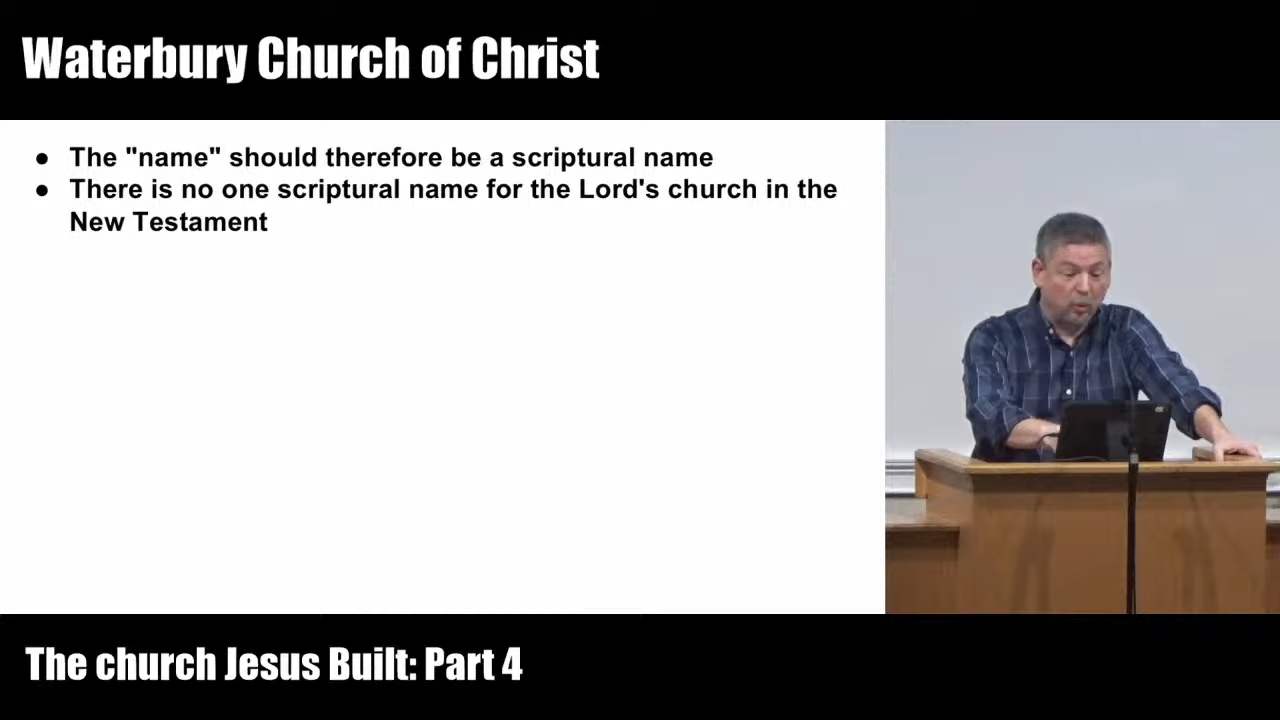 Waterbury Church of Christ
● The "name" should therefore be a scriptural name
● There is no one scriptural name for the Lord's church in the
New Testament
The church Jesus Built: Part 4